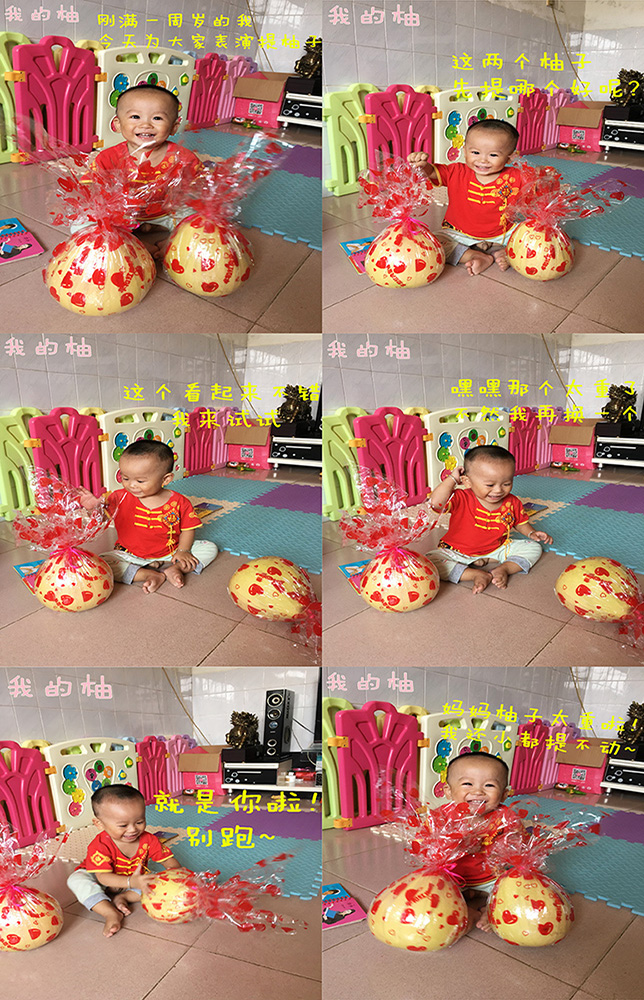 我的柚
刚满一周岁的我
今天为大家表演提柚子
我的柚
这两个柚子
先提哪个好呢?
我的柚
这个看起来不错
我来试试
我的柚
嘿嘿那个太重了
不然我再换一个
我的柚
就是你啦!
别跑~
我的柚
妈妈柚子太重啦
我还小都提不动~